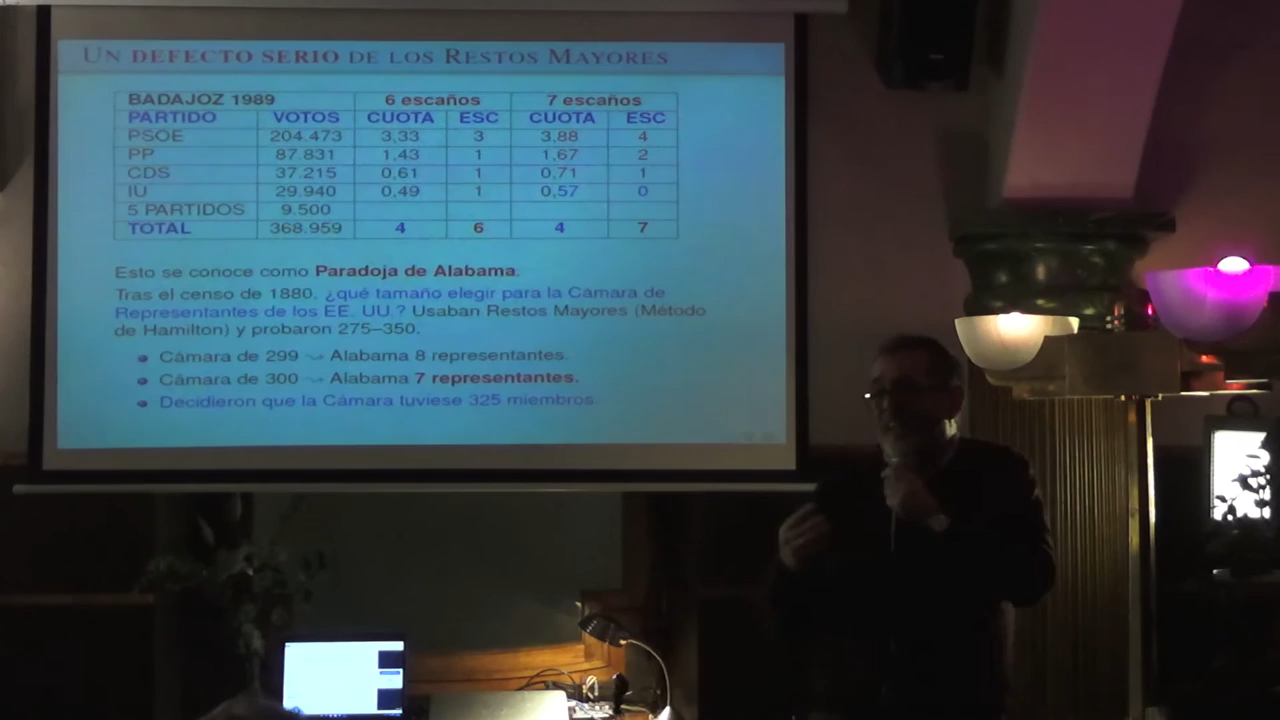 UN DEFECTO SERIO DE LOS RESTOS MAYORES
BADAJOZ 1989 6 escaños 7 escaños
PARTIDO VOTOS CUOTA ESC CUOTA ESC
PSOE 204.473 3,33 3 3,88 4
PP 87.831 1,43 1 1,67 2
CDS 37.215 0,61 1 0,71 1
IU 29.940 0,49 1 0,57 0
5 PARTIDOS 9.500
TOTAL 368.959 4 6 4 7
Esto se conoce como Paradoja de Alabama.
Tras el censo de 1880, ¿qué tamaño elegir para la Cámara de
Representantes de los EE. UU.? Usaban Restos Mayores (Método
de Hamilton) y probaron 275–350.
Cámara de 299 ⇝ Alabama 8 representantes.
Cámara de 300 ⇝ Alabama 7 representantes.
Decidieron que la Cámara tuviese 325 miembros.